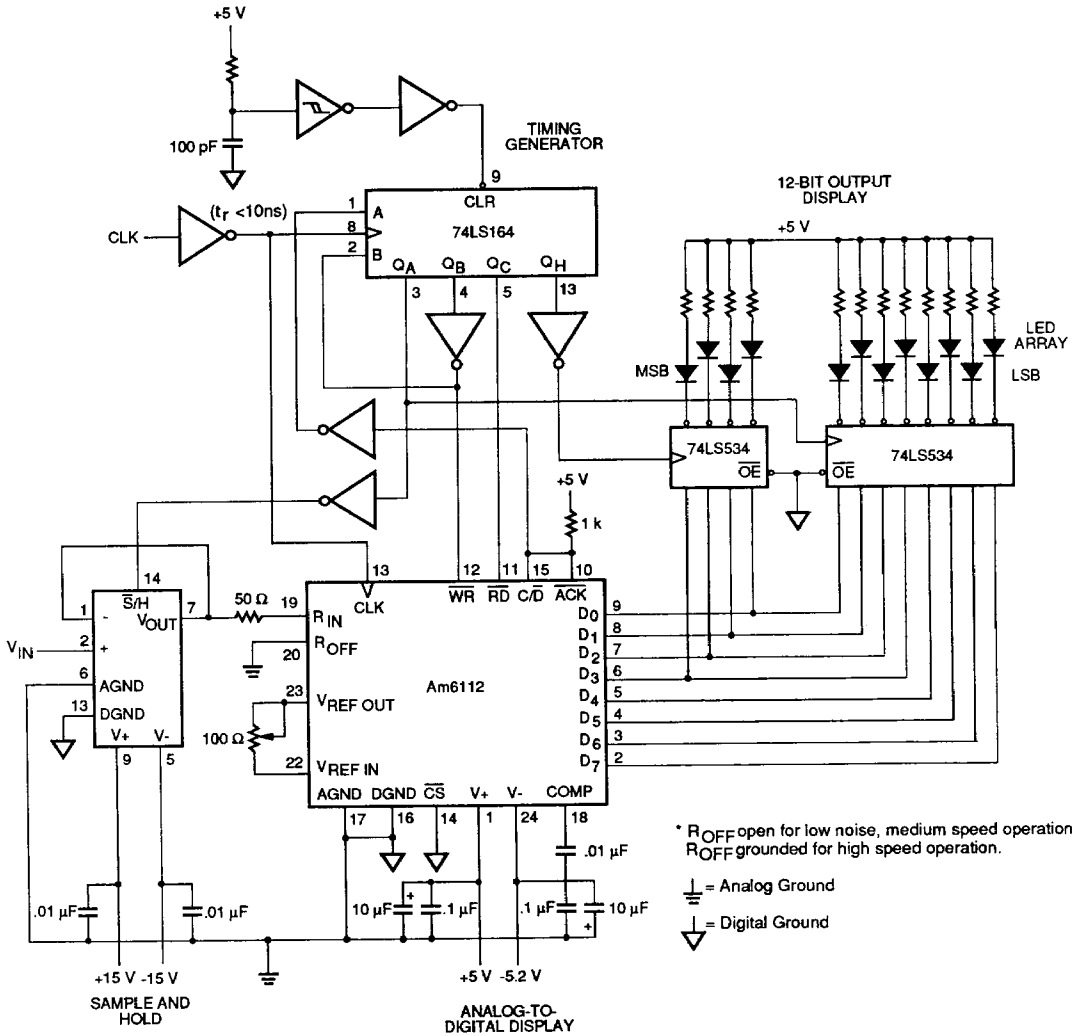 +5 V
100 pF
TIMING
GENERATOR
9
CLR
1
A
(tr <10ns)
CLK
8
74LS164
2
B
QA
QB
QC
QH
3
4
5
13
12-BIT OUTPUT
DISPLAY
+5 V
LED
ARRAY
MSB
LSB
74LS534
OE
OE
74LS534
+5 V
1 k
14
S/H
1
-
VOUT
7
VIN
2
+
6
AGND
13
DGND
V+
V-
9
5
50 Ω
13
12
11
15
10
CLK
WR
RD
C/D
ACK
19
RIN
ROFF
20
23
VREF OUT
Am6112
100 Ω
22
VREF IN
AGND
DGND
CS
V+
V-
COMP
17
16
14
1
24
18
D0
9
D1
8
D2
7
D3
6
D4
5
D5
4
D6
3
D7
2
.01 µF
.01 µF
.01 µF
10 µF
+
.1 µF
.1 µF
10 µF
+
+15 V
-15 V
+5 V
-5.2 V
SAMPLE AND
HOLD
ANALOG-TO-
DIGITAL DISPLAY
* ROFF open for low noise, medium speed operation
ROFF grounded for high speed operation.
= Analog Ground
= Digital Ground